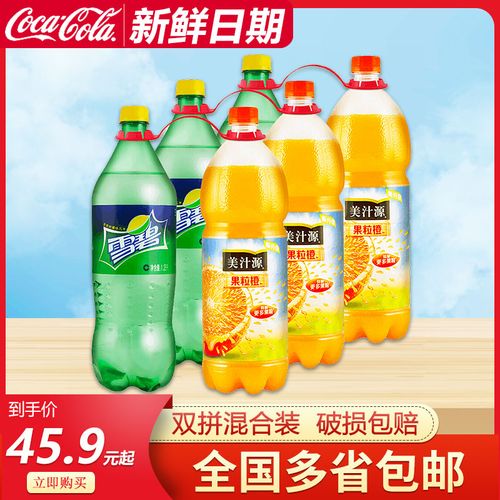 Coca-Cola 新鲜日期
雪碧
美汁源
果粒橙
美汁源
果粒橙
美汁源
果粒橙
到手价
45.9元起
立即购买
双拼混合装 破损包赔
全国多省包邮